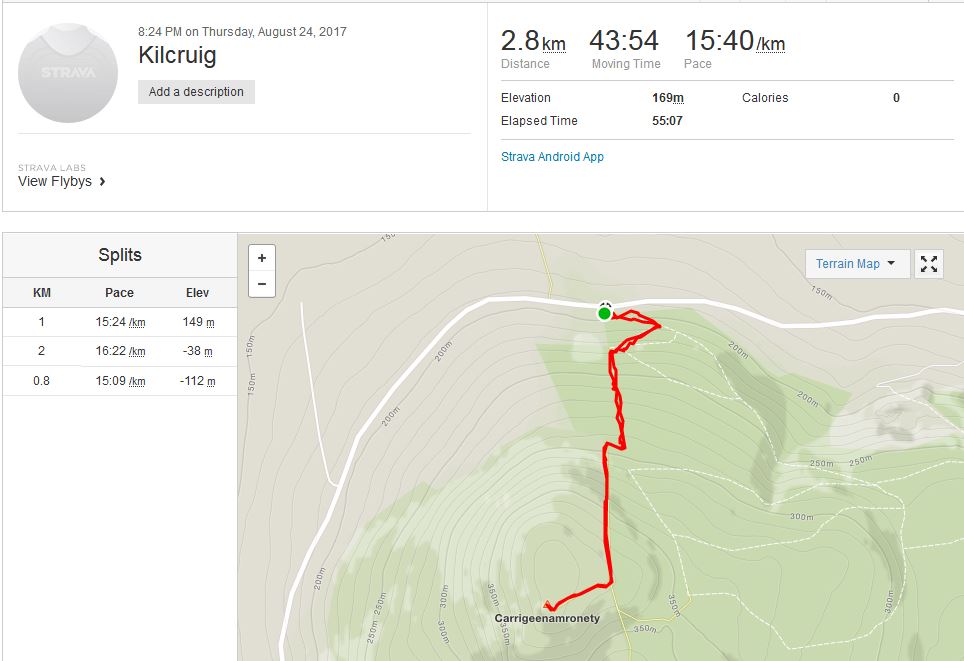 8:24 PM on Thursday, August 24, 2017
Kilcruig
STRAVA
Add a description
STRAVA LABS
View Flybys
2.8km 43:54 15:40/km
Distance Moving Time Pace
Elevation 169m Calories 0
Elapsed Time 55:07
Strava Android App
Splits
KM Pace Elev
1 15:24 /km 149 m
2 16:22 /km -38 m
0.8 15:09 /km -112 m
+
−
Terrain Map
150m
150m
150m
150m
200m
200m
200m
200m
200m
250m
250m
300m
250m
250m
300m
300m
350m
350m
350m
350m
300m
Carrigeenamronety